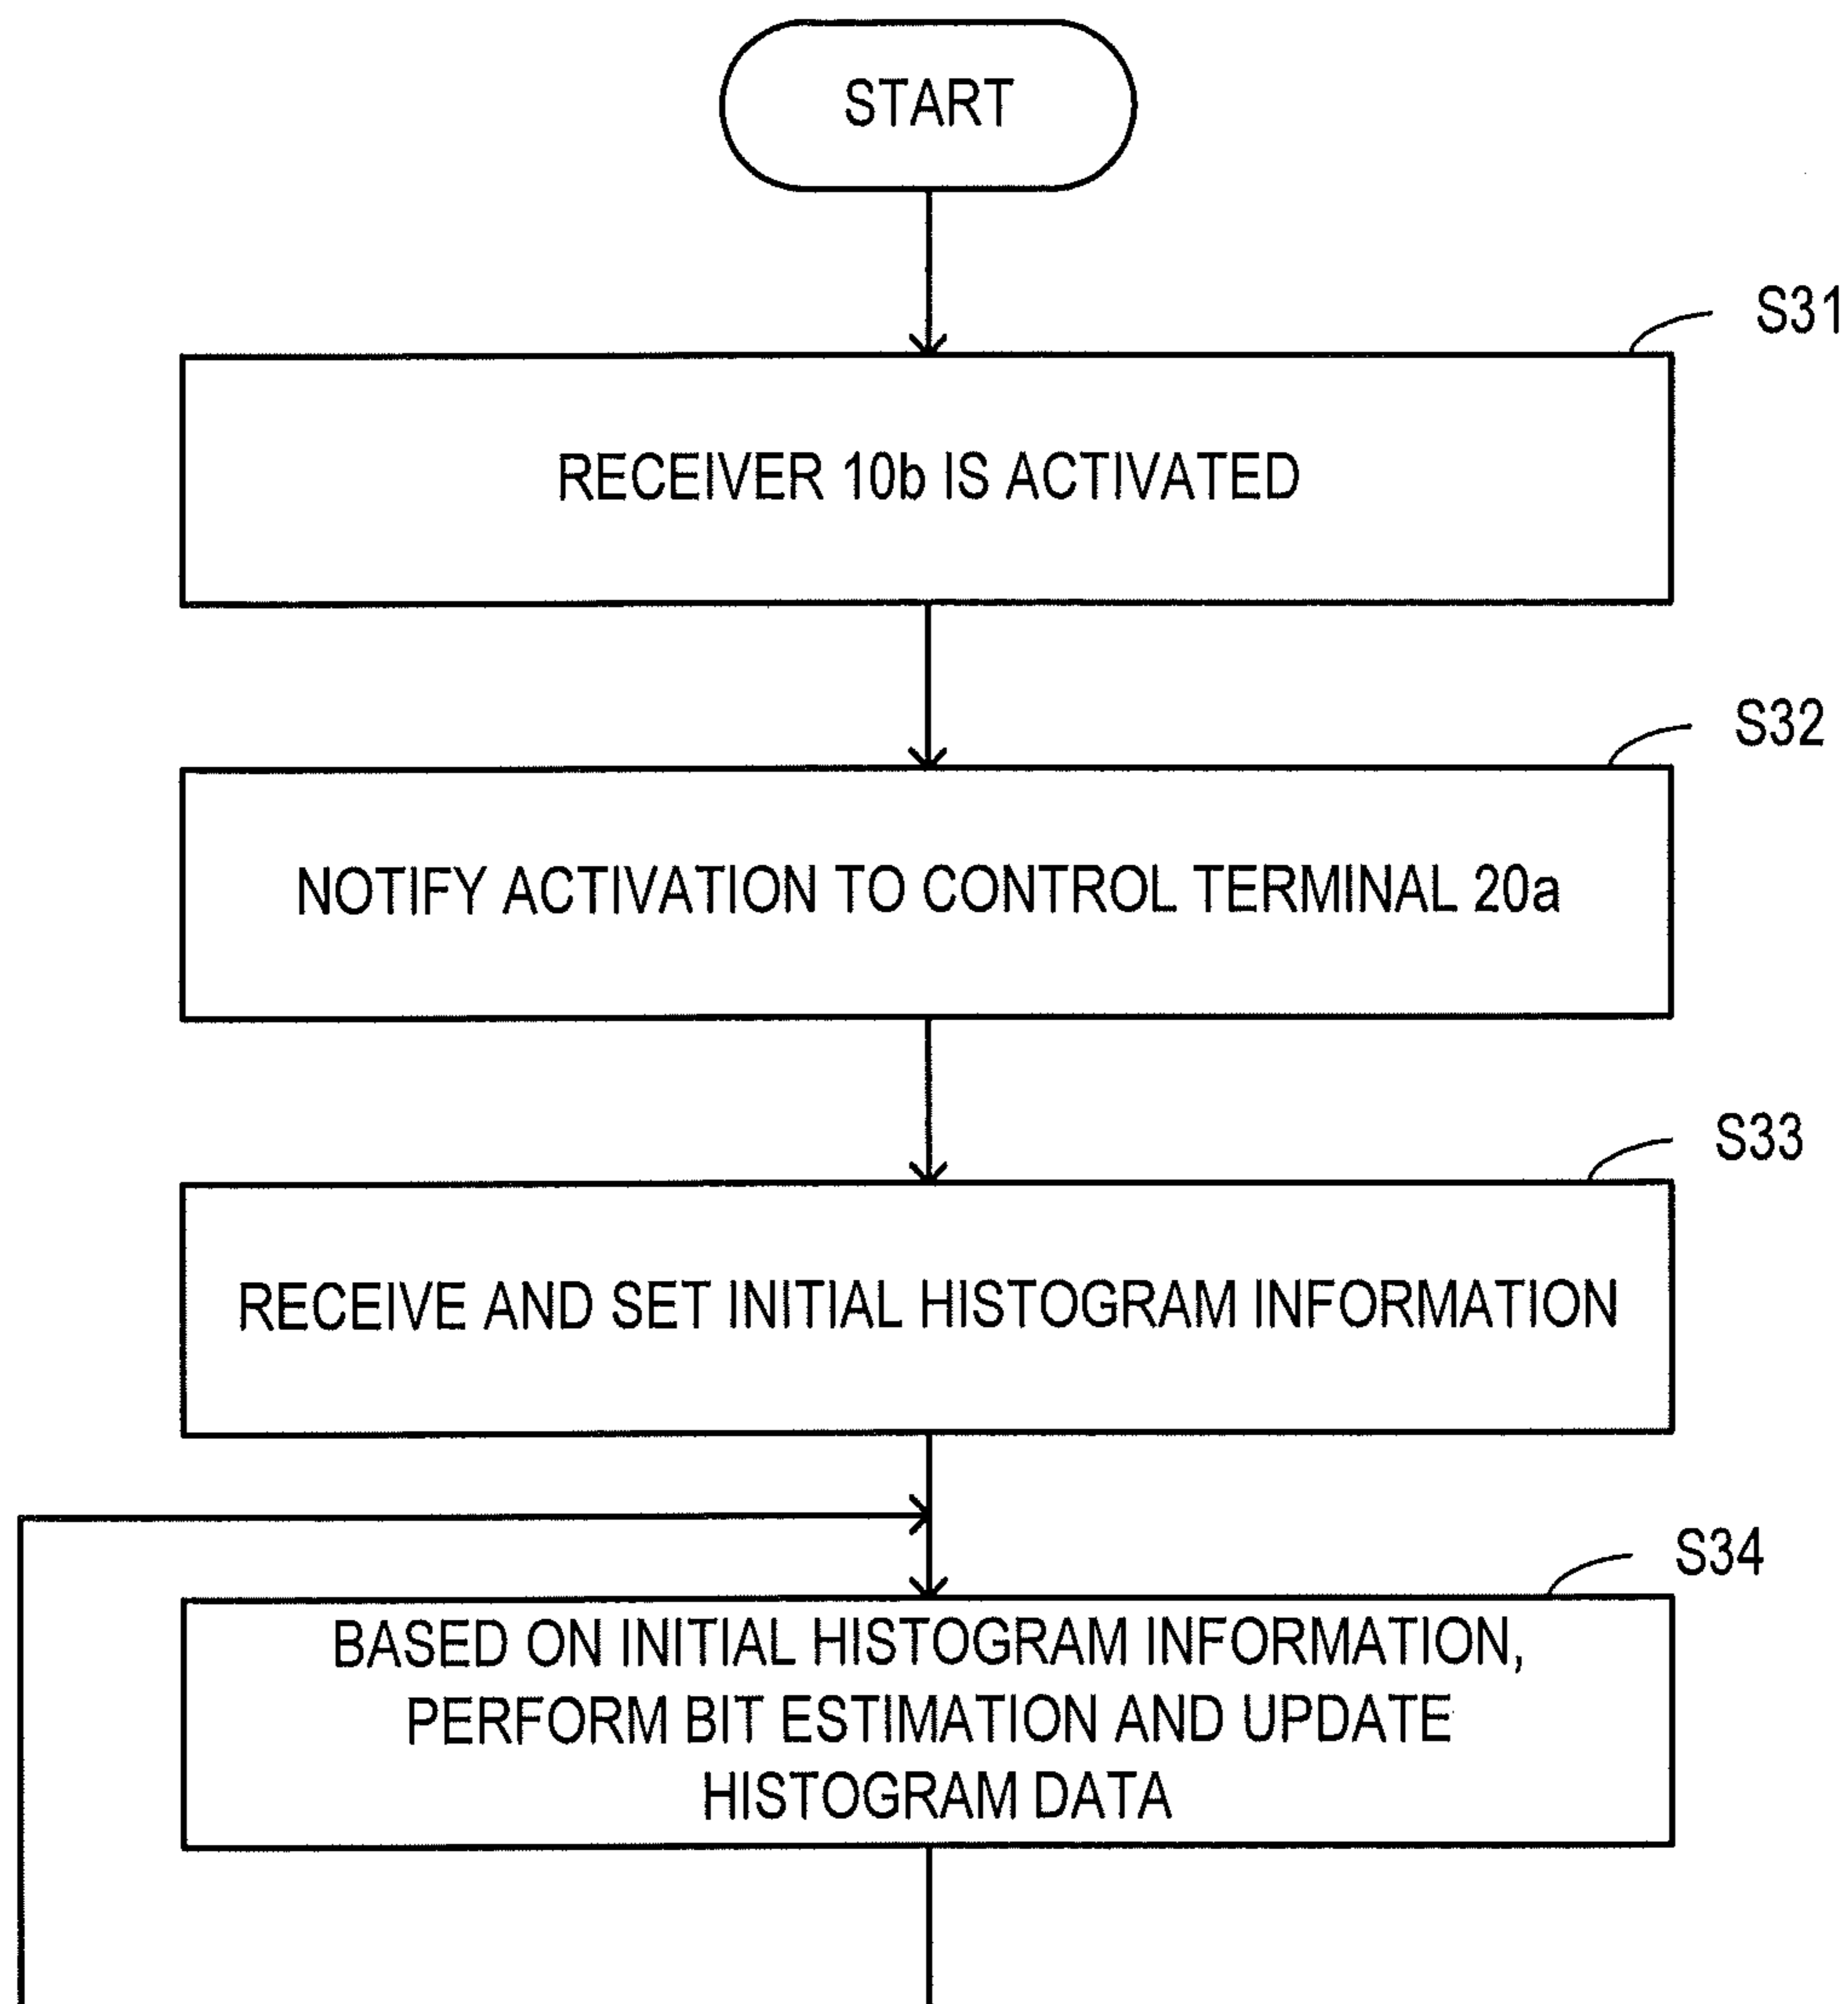 START
S31
RECEIVER 10b IS ACTIVATED
S32
NOTIFY ACTIVATION TO CONTROL TERMINAL 20a
S33
RECEIVE AND SET INITIAL HISTOGRAM INFORMATION
S34
BASED ON INITIAL HISTOGRAM INFORMATION,
PERFORM BIT ESTIMATION AND UPDATE
HISTOGRAM DATA